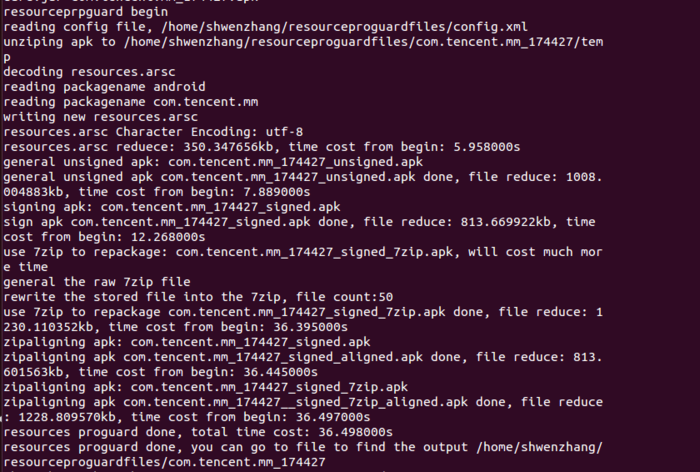 resourceprpguard begin
reading config file, /home/shwenzhang/resourceproguardfiles/config.xml
unziping apk to /home/shwenzhang/resourceproguardfiles/com.tencent.mm_174427/tem
p
decoding resources.arsc
reading packagename android
reading packagename com.tencent.mm
writing new resources.arsc
resources.arsc Character Encoding: utf-8
resources.arsc reduece: 350.347656kb, time cost from begin: 5.958000s
general unsigned apk: com.tencent.mm_174427_unsigned.apk
general unsigned apk com.tencent.mm_174427_unsigned.apk done, file reduce: 1008.
004883kb, time cost from begin: 7.889000s
signing apk: com.tencent.mm_174427_signed.apk
sign apk com.tencent.mm_174427_signed.apk done, file reduce: 813.669922kb, time
cost from begin: 12.268000s
use 7zip to repackage: com.tencent.mm_174427_signed_7zip.apk, will cost much mor
e time
general the raw 7zip file
rewrite the stored file into the 7zip, file count:50
use 7zip to repackage com.tencent.mm_174427_signed_7zip.apk done, file reduce: 1
230.110352kb, time cost from begin: 36.395000s
zipaligning apk: com.tencent.mm_174427_signed.apk
zipaligning apk com.tencent.mm_174427_signed_aligned.apk done, file reduce: 813.
601563kb, time cost from begin: 36.445000s
zipaligning apk: com.tencent.mm_174427_signed_7zip.apk
zipaligning apk com.tencent.mm_174427__signed_7zip_aligned.apk done, file reduce
: 1228.809570kb, time cost from begin: 36.497000s
resources proguard done, total time cost: 36.498000s
resources proguard done, you can go to file to find the output /home/shwenzhang/
resourceproguardfiles/com.tencent.mm_174427